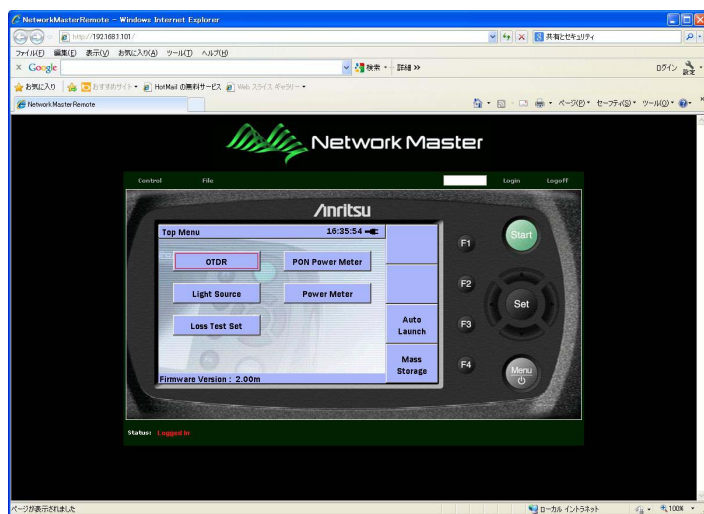 NetworkMasterRemote - Windows Internet Explorer
http://192.168.1.101/
共有とセキュリティ
ファイル(F) 編集(E) 表示(V) お気に入り(A) ツール(T) ヘルプ(H)
× Google 検索 詳細 >> ログイン 設定
お気に入り おすすめサイト HotMail の無料サービス Web スライス ギャラリー
NetworkMasterRemote ページ(P) セーフティ(S) ツール(O)
Network Master
Control File Login Logoff
Anritsu
Top Menu 16:35:54
Start
F1
OTDR PON Power Meter
F2
Light Source Power Meter
Set
Loss Test Set
Auto
Launch
F3
Mass
Storage
F4
Menu
Firmware Version : 2.00m
Status: Logged in
ページが表示されました ローカル イントラネット 100%